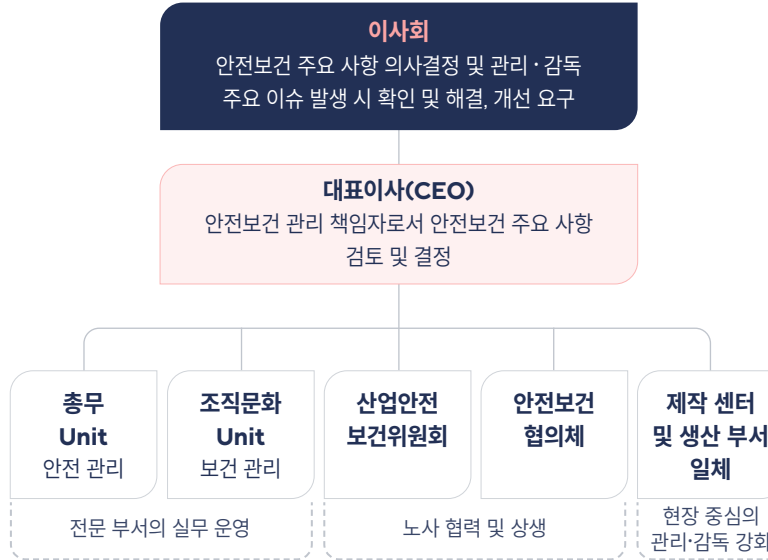 이사회
안전보건 주요 사항 의사결정 및 관리·감독
주요 이슈 발생 시 확인 및 해결, 개선 요구
대표이사(CEO)
안전보건 관리 책임자로서 안전보건 주요 사항
검토 및 결정
총무
Unit
안전 관리
조직문화
Unit
보건 관리
산업안전
보건위원회
안전보건
협의체
제작 센터
및 생산 부서
일체
전문 부서의 실무 운영
노사 협력 및 상생
현장 중심의
관리·감독 강화